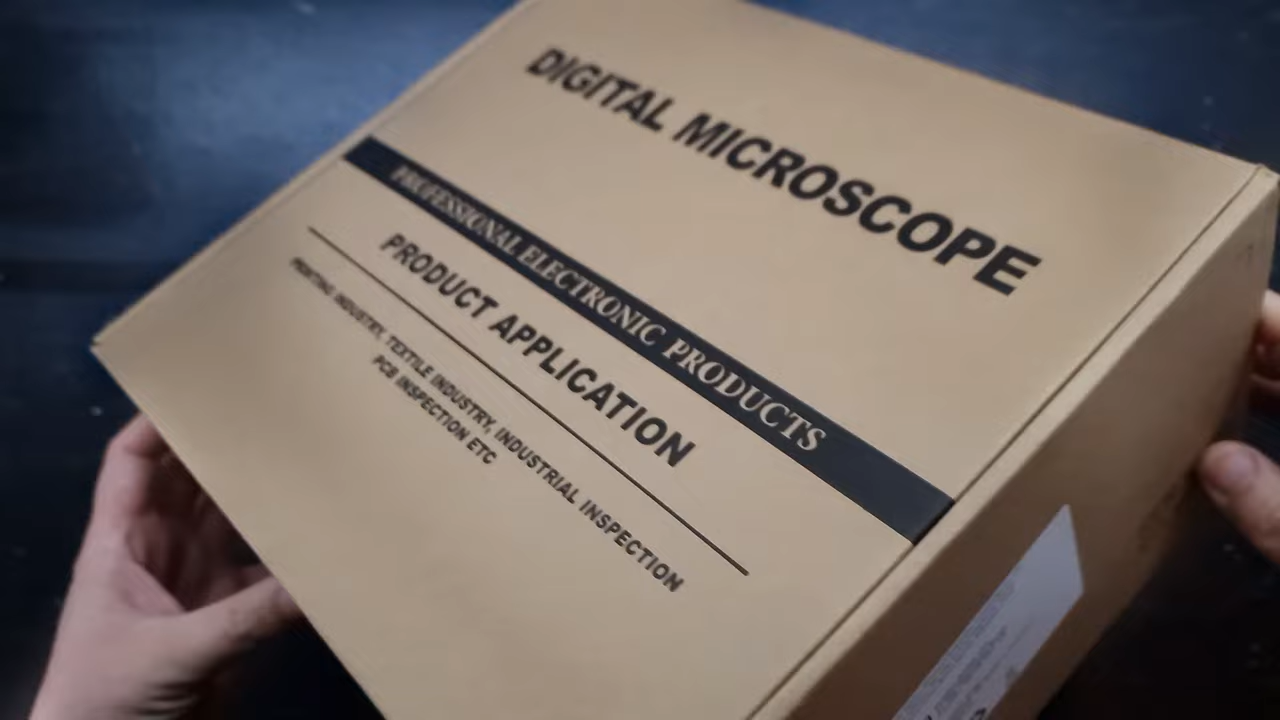 DIGITAL MICROSCOPE
PROFESSIONAL ELECTRONIC PRODUCTS
PRODUCT APPLICATION
PRINTING INDUSTRY, TEXTILE INDUSTRY, INDUSTRIAL INSPECTION
PCB INSPECTION ETC